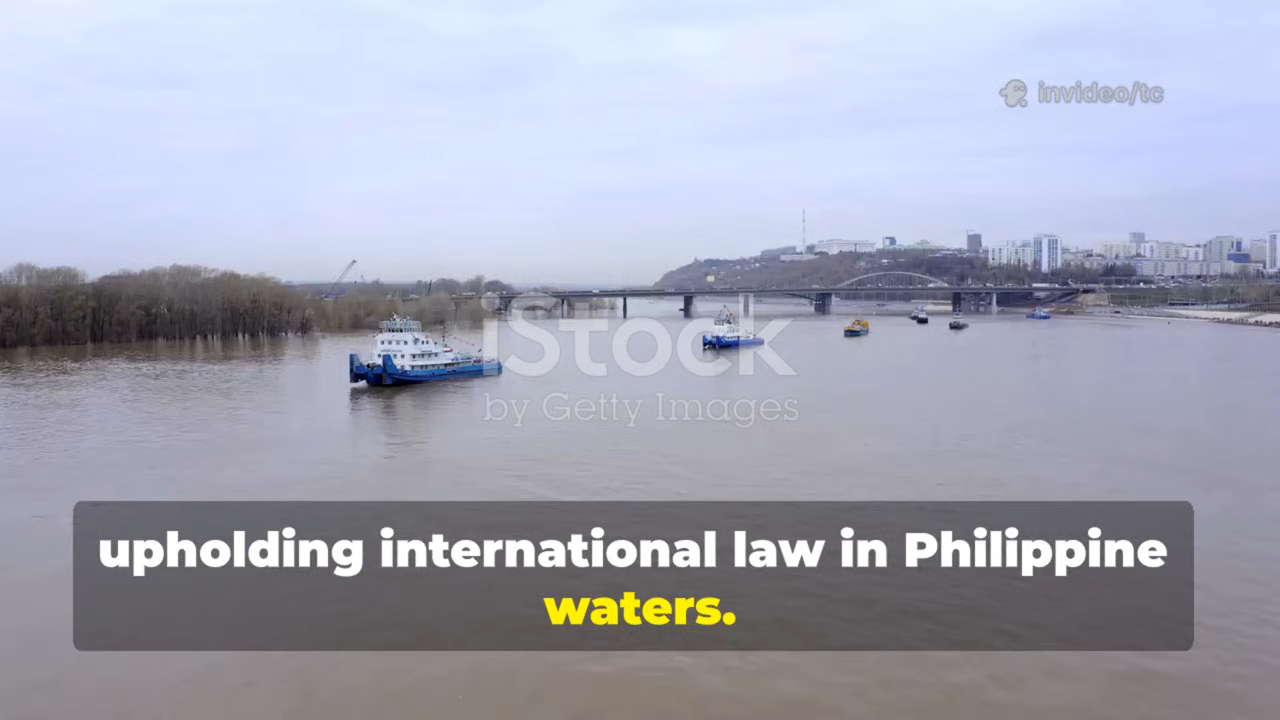 invideo/tc
iStock
by Getty Images
upholding international law in Philippine
waters.